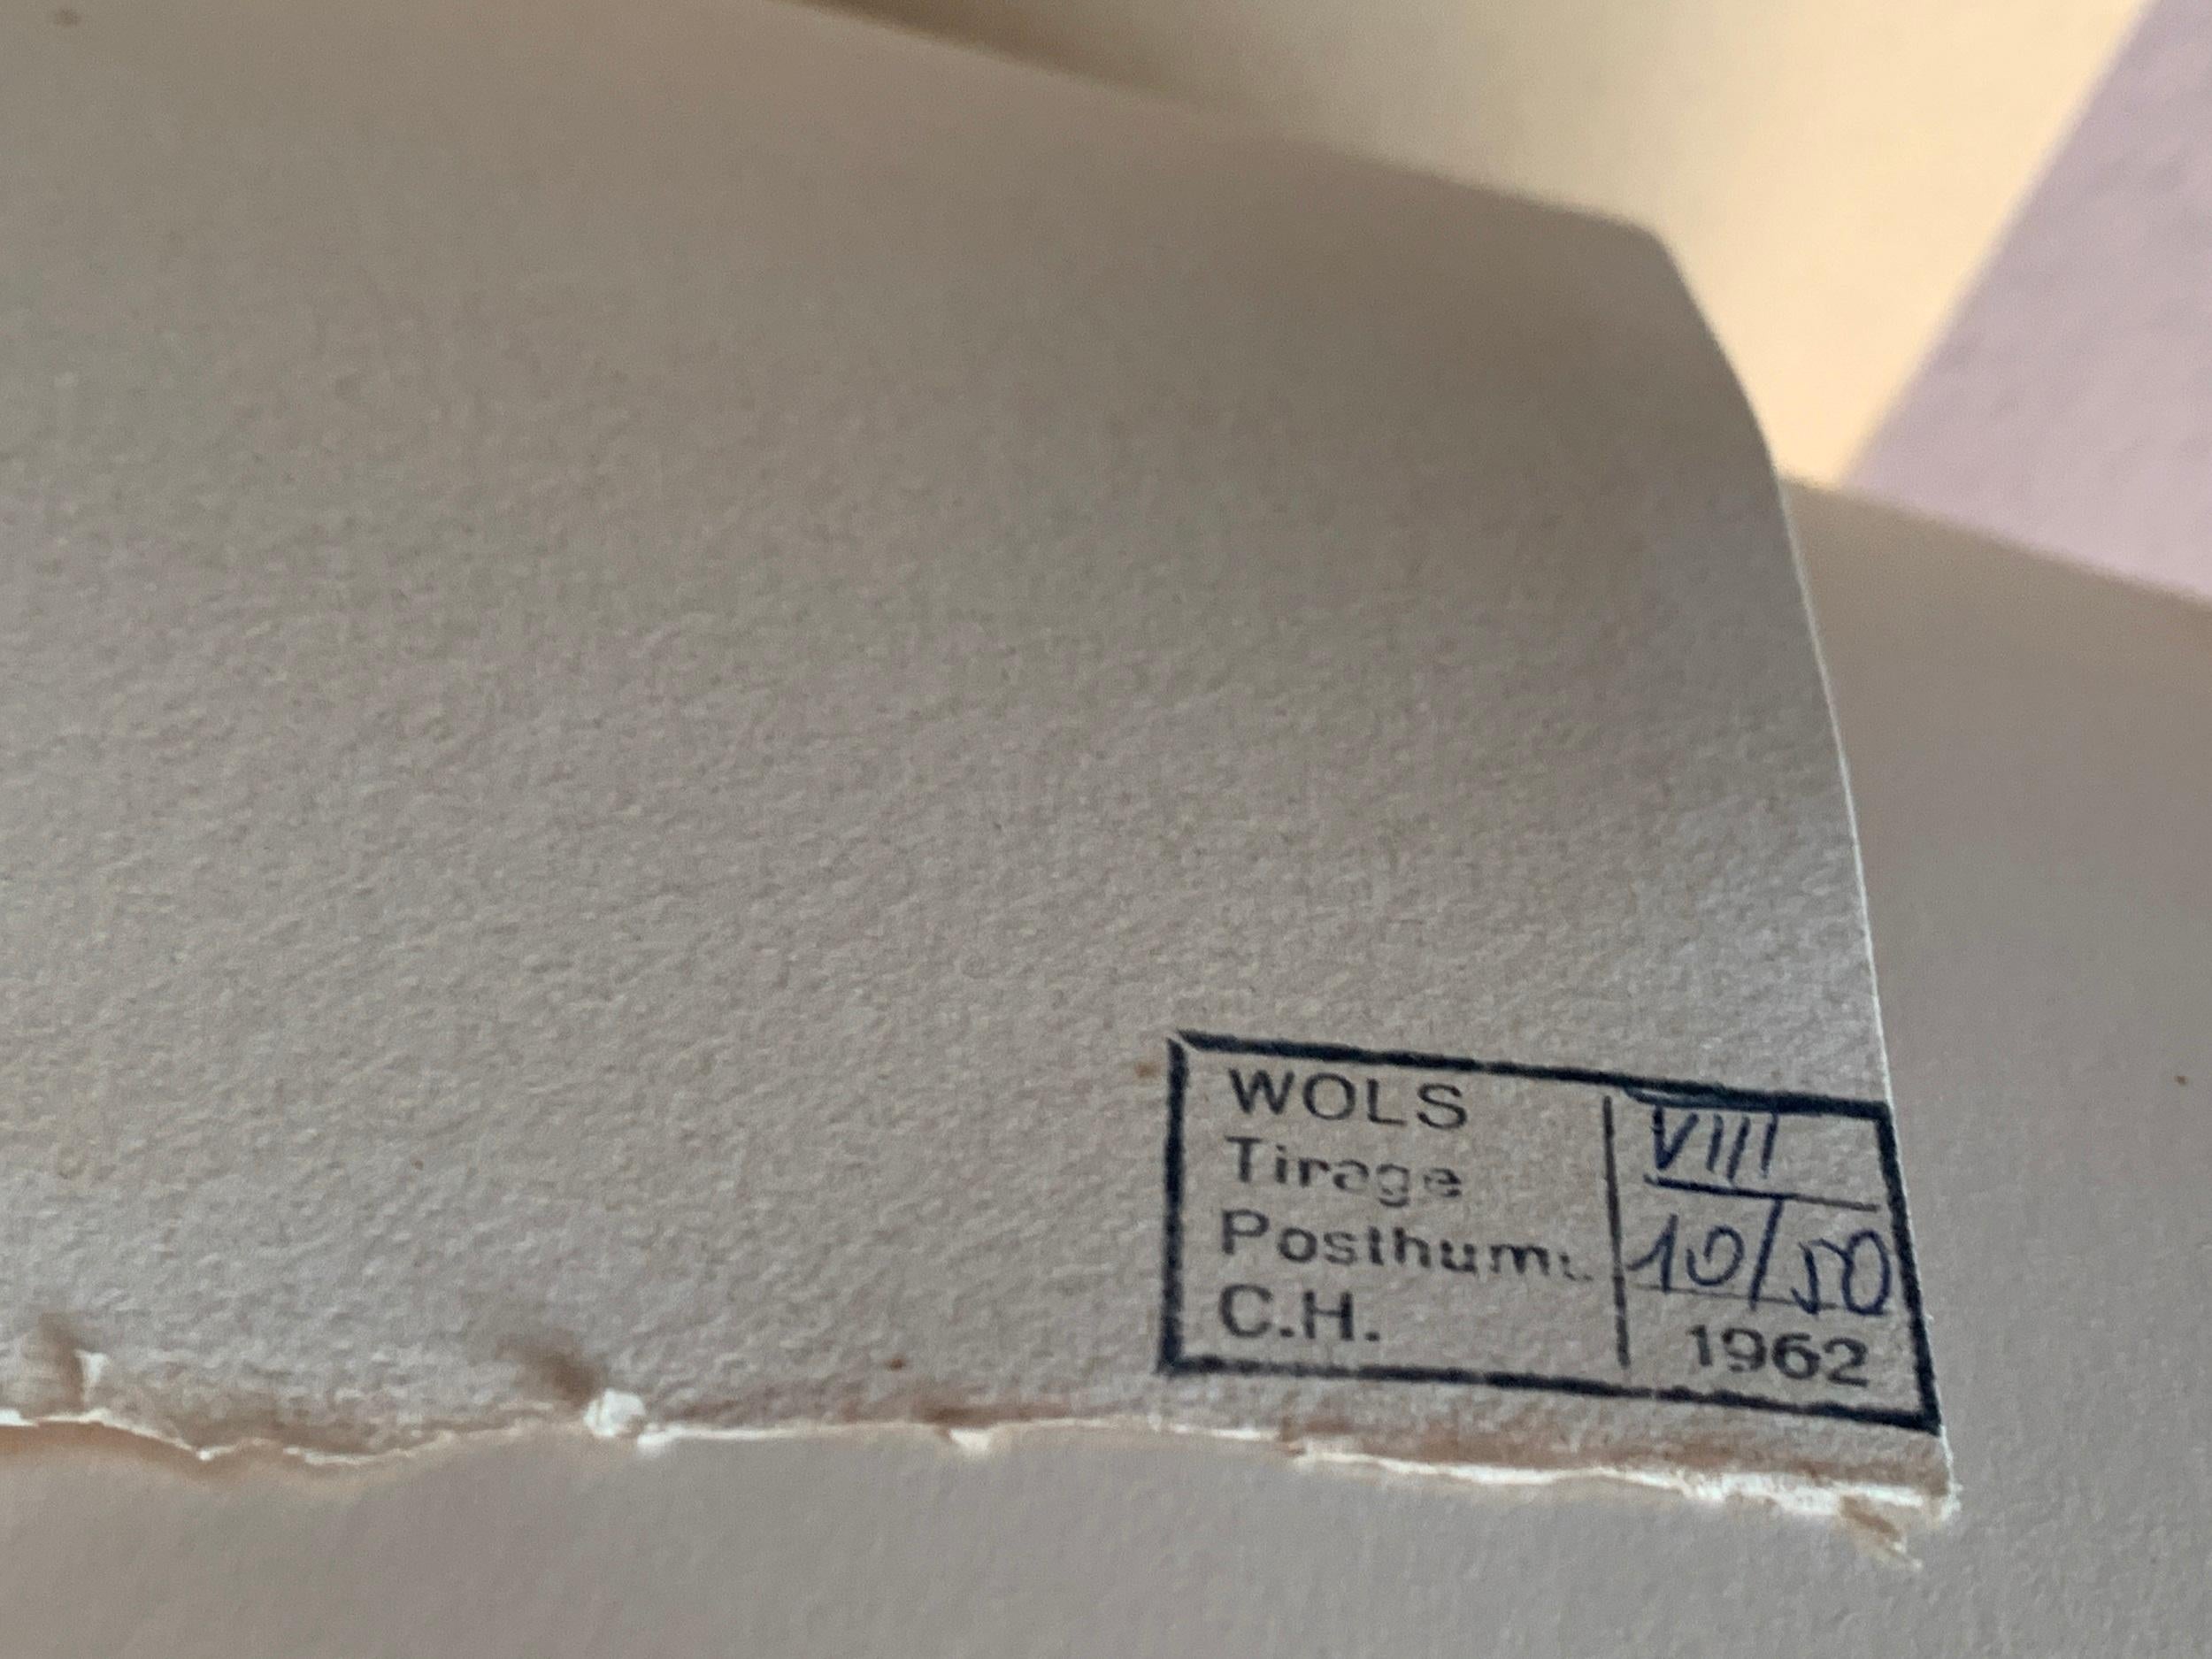 WOLS
Tirage
Posthum.
C.H.
VIII
10/50
1962